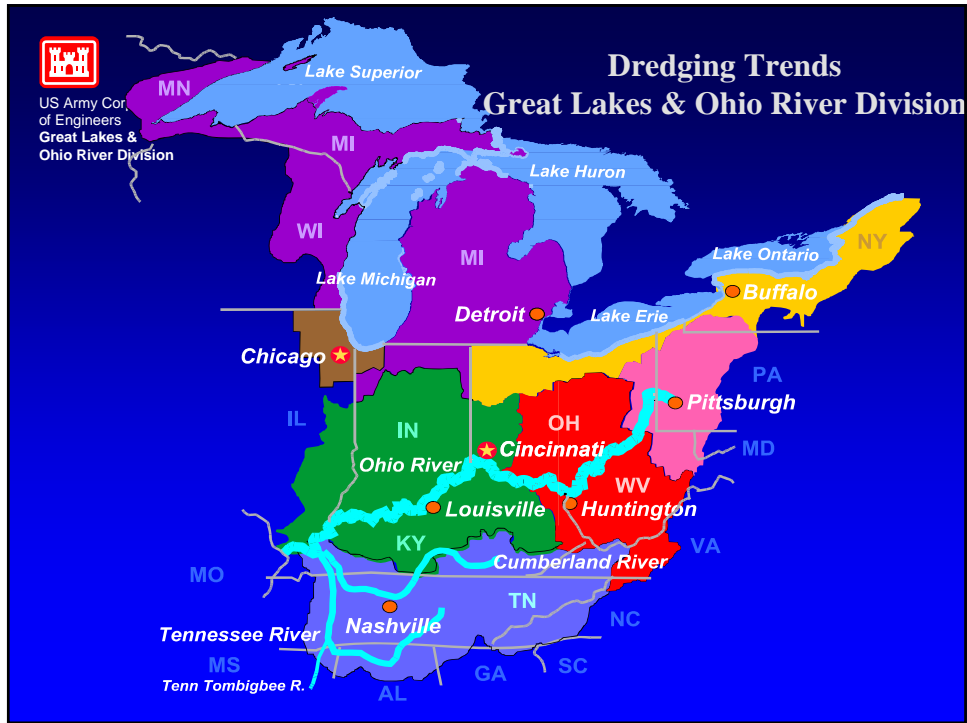 Dredging Trends
Great Lakes & Ohio River Division
US Army Cor
of Engineers
Great Lakes &
Ohio River Division
Lake Superior
MN
MI
Lake Huron
WI
MI
Lake Michigan
NY
Lake Ontario
Buffalo
Detroit
Lake Erie
Chicago
PA
Pittsburgh
IL
IN
OH
Cincinnati
MD
Ohio River
WV
Louisville
Huntington
KY
VA
Cumberland River
MO
TN
NC
Nashville
Tennessee River
MS
SC
GA
Tenn Tombigbee R.
AL